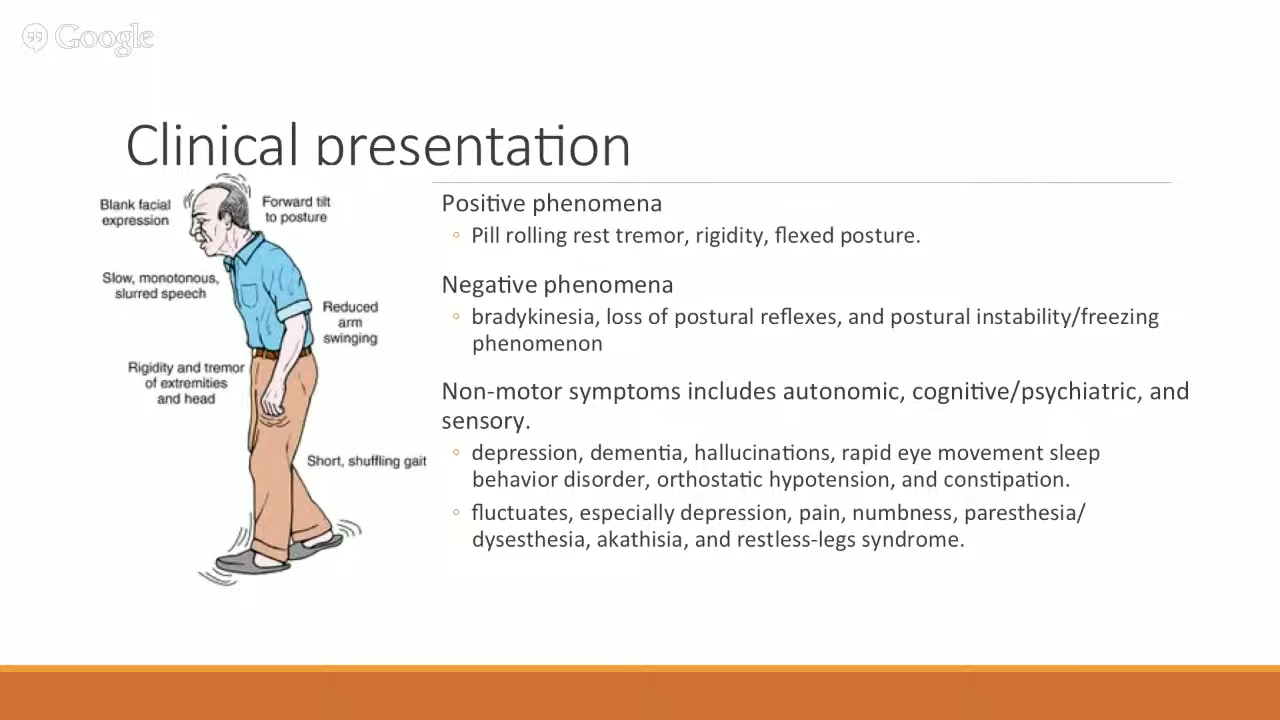 Google
Clinical presentation
Blank facial
expression
Forward tilt
to posture
Slow, monotonous,
slurred speech
Reduced
arm
swinging
Rigidity and tremor
of extremities
and head
Short, shuffling gait
Positive phenomena
◦ Pill rolling rest tremor, rigidity, flexed posture.
Negative phenomena
◦ bradykinesia, loss of postural reflexes, and postural instability/freezing
phenomenon
Non-motor symptoms includes autonomic, cognitive/psychiatric, and
sensory.
◦ depression, dementia, hallucinations, rapid eye movement sleep
behavior disorder, orthostatic hypotension, and constipation.
◦ fluctuates, especially depression, pain, numbness, paresthesia/
dysesthesia, akathisia, and restless-legs syndrome.